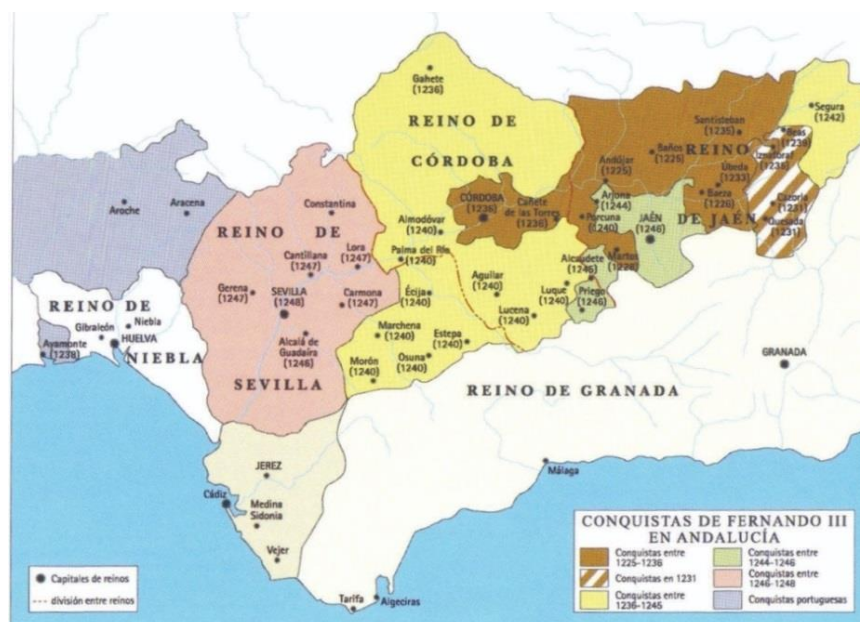 Gahete
(1236)
REINO DE
CÓRDOBA
Segura
(1242)
Santisteban
(1235)
Beas
(1239)
Baños
(1225)
REINO
Iznatoraf
(1235)
Andújar
(1225)
Úbeda
(1233)
Baeza
(1226)
Cazorla
(1231)
Quesada
(1231)
Arjona
(1244)
Porcuna
(1240)
JAÉN
(1246)
DE JAÉN
CÓRDOBA
(1236)
Cañete
de las Torres
(1236)
Martos
(1228)
Alcaudete
(1246)
Priego
(1246)
Luque
(1240)
Almodóvar
(1240)
Palma del Río
(1240)
Aguilar
(1240)
Lucena
(1240)
Écija
(1240)
Marchena
(1240)
Estepa
(1240)
Osuna
(1240)
Morón
(1240)
Aroche
Aracena
Constantina
REINO DE
Cantillana
(1247)
Lora
(1247)
Gerena
(1247)
SEVILLA
(1248)
Carmona
(1247)
Alcalá de
Guadaíra
(1246)
SEVILLA
REINO DE
Niebla
Gibraleón
HUELVA
NIEBLA
Ayamonte
(1238)
GRANADA
REINO DE GRANADA
JEREZ
Cádiz
Medina
Sidonia
Vejer
Málaga
Tarifa
Algeciras
Capitales de reinos
división entre reinos
CONQUISTAS DE FERNANDO III
EN ANDALUCÍA
Conquistas entre
1225-1236
Conquistas en 1231
Conquistas entre
1236-1245
Conquistas entre
1244-1246
Conquistas entre
1246-1248
Conquistas portuguesas